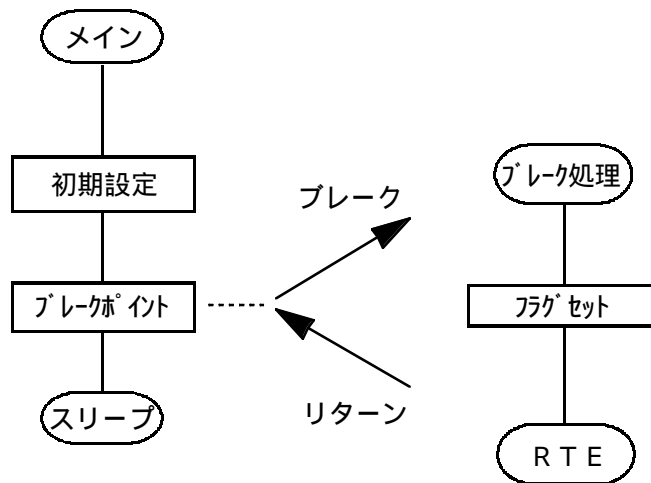 メイン
初期設定
ﾌﾞﾚｰｸﾎﾟｲﾝﾄ
スリープ
ブレーク
リターン
ﾌﾞﾚｰｸ処理
ﾌﾗｸﾞｾｯﾄ
ＲＴＥ